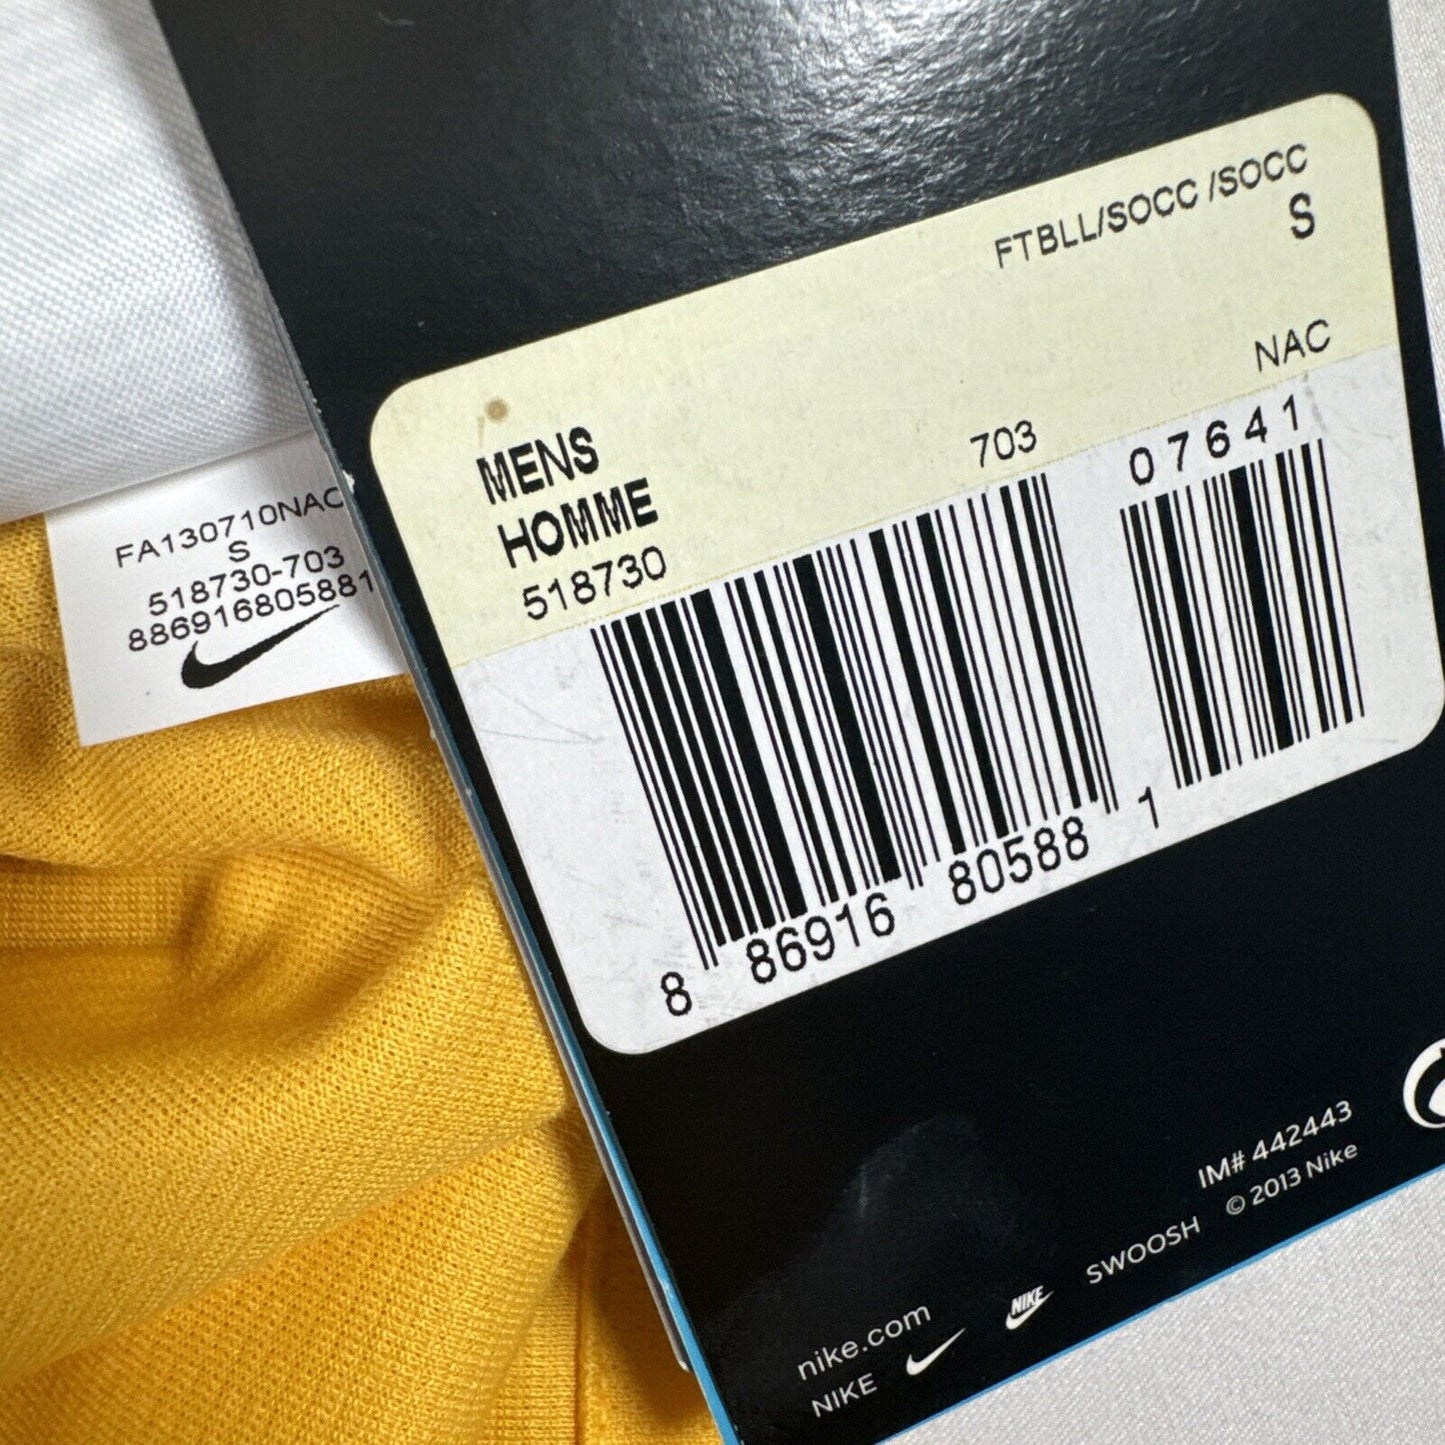 FTBLL/SOCC /SOCC
S
NAC
MENS
HOMME
518730
703
07641
8 86916 80588 1
FA130710NAC
S
518730-703
886916805881
IM# 442443
© 2013 Nike
nike.com
NIKE
NIKE
SWOOSH